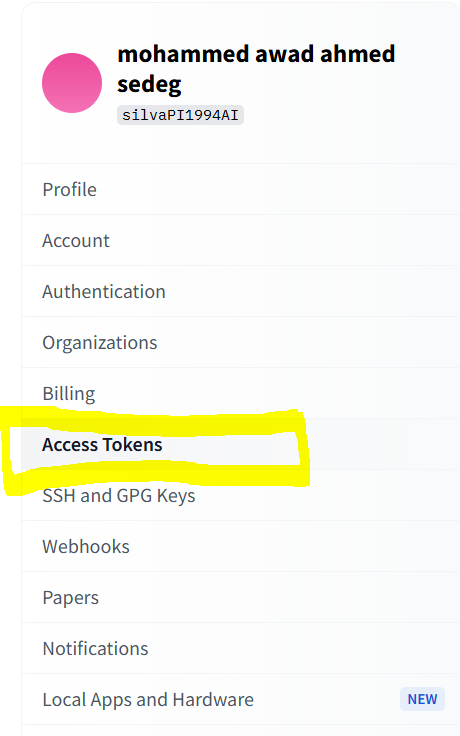 mohammed awad ahmed
sedeg
silvaPI1994AI
Profile
Account
Authentication
Organizations
Billing
Access Tokens
SSH and GPG Keys
Webhooks
Papers
Notifications
Local Apps and Hardware NEW